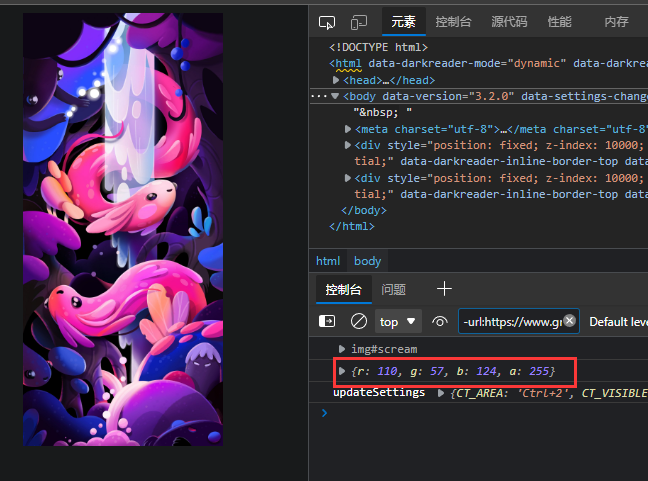 元素 控制台 源代码 性能 内存
<!DOCTYPE html>
<html data-darkreader-mode="dynamic" data-darkrea
<head>…</head>
<body data-version="3.2.0" data-settings-change
"&nbsp; "
<meta charset="utf-8">…</meta charset="utf-8
<div style="position: fixed; z-index: 10000;
tial;" data-darkreader-inline-border-top dat
<div style="position: fixed; z-index: 10000;
tial;" data-darkreader-inline-border-top dat
</body>
</html>
html body
控制台 问题
top -url:https://www.g Default leve
img#scream
{r: 110, g: 57, b: 124, a: 255}
updateSettings {CT_AREA: 'Ctrl+2', CT_VISIBLE